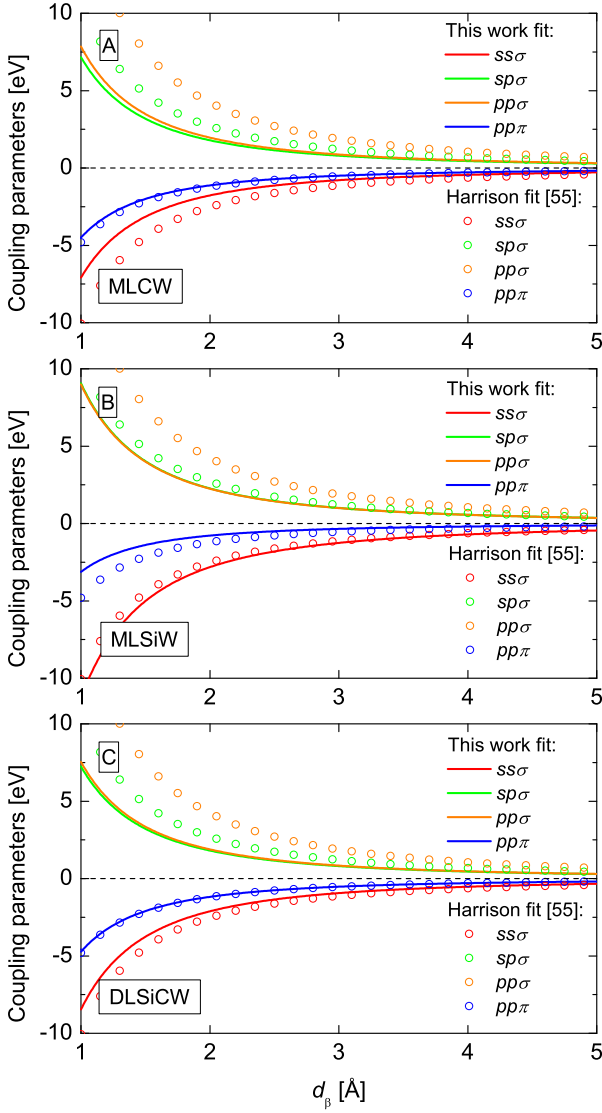 10
A
This work fit:
ssσ
spσ
ppσ
ppπ
5
0
-5
-10
Coupling parameters [eV]
Harrison fit [55]:
ssσ
spσ
ppσ
ppπ
MLCW
1 2 3 4 5
10
B
This work fit:
ssσ
spσ
ppσ
ppπ
5
0
-5
-10
Coupling parameters [eV]
Harrison fit [55]:
ssσ
spσ
ppσ
ppπ
MLSiW
1 2 3 4 5
10
C
This work fit:
ssσ
spσ
ppσ
ppπ
5
0
-5
-10
Coupling parameters [eV]
Harrison fit [55]:
ssσ
spσ
ppσ
ppπ
DLSiCW
1 2 3 4 5
dβ [Å]